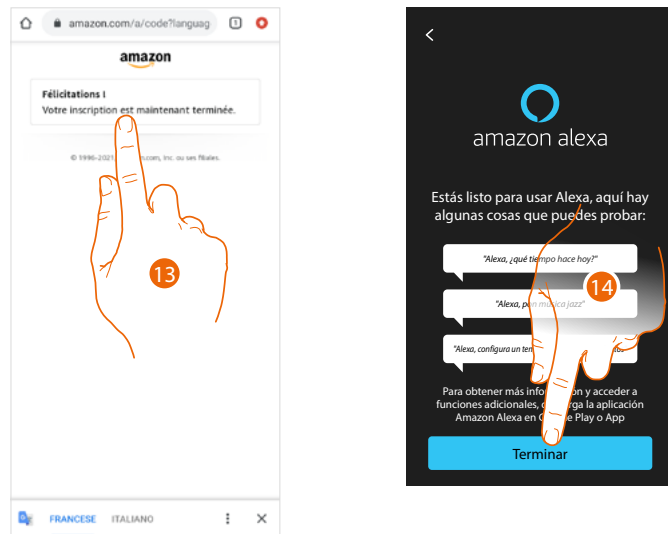 amazon.com/a/code?languag
1
amazon
Félicitations !
Votre inscription est maintenant terminée.
© 1996-2021, .com, Inc. ou ses filiales.
13
FRANCESE ITALIANO
amazon alexa
Estás listo para usar Alexa, aquí hay
algunas cosas que puedes probar:
"Alexa, ¿qué tiempo hace hoy?"
14
"Alexa, pon música jazz"
"Alexa, configura un
Para obtener más información y acceder a
funciones adicionales, descarga la aplicación
Amazon Alexa en Google Play o App
Terminar